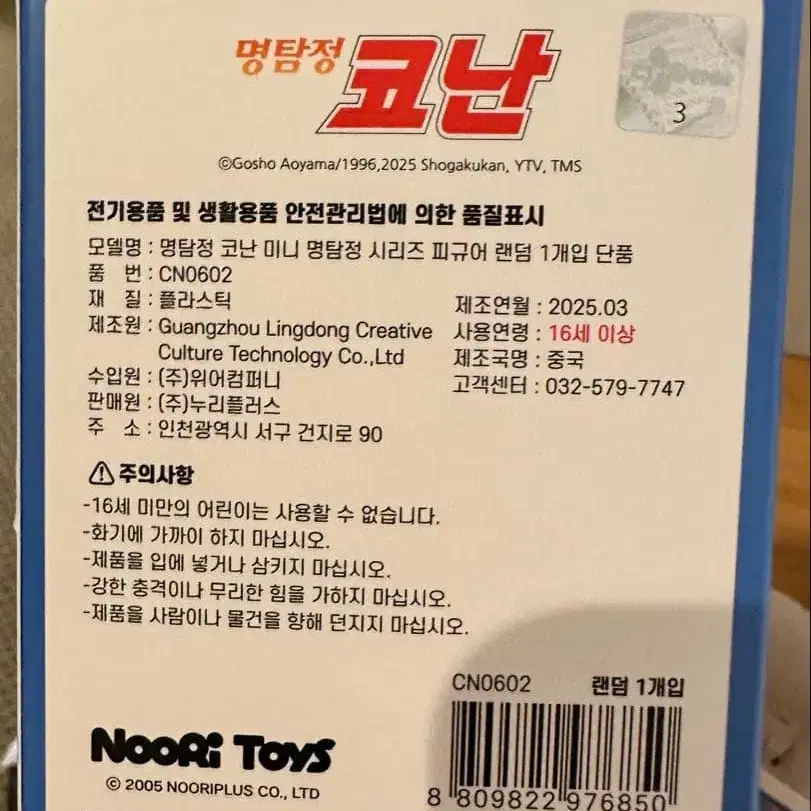 명탐정 코난
3
©Gosho Aoyama/1996,2025 Shogakukan, YTV, TMS
전기용품 및 생활용품 안전관리법에 의한 품질표시
모델명 : 명탐정 코난 미니 명탐정 시리즈 피규어 랜덤 1개입 단품
품 번 : CN0602
재 질 : 플라스틱
제조원 : Guangzhou Lingdong Creative
Culture Technology Co.,Ltd
수입원 : (주)위어컴퍼니
판매원 : (주)누리플러스
주 소 : 인천광역시 서구 건지로 90
제조연월 : 2025.03
사용연령 : 16세 이상
제조국명 : 중국
고객센터 : 032-579-7747
주의사항
-16세 미만의 어린이는 사용할 수 없습니다.
-화기에 가까이 하지 마십시오.
-제품을 입에 넣거나 삼키지 마십시오.
-강한 충격이나 무리한 힘을 가하지 마십시오.
-제품을 사람이나 물건을 향해 던지지 마십시오.
CN0602 랜덤 1개입
NOORi TOYS
© 2005 NOORIPLUS CO., LTD
8 809822 976850